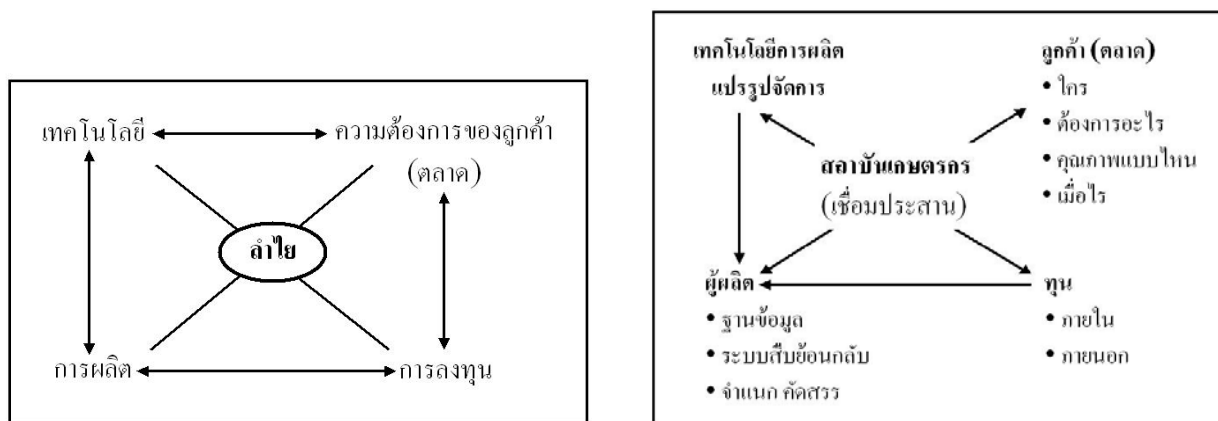 เทคโนโลยี
ความต้องการของลูกค้า
(ตลาด)
ลำไย
การผลิต
การลงทุน
เทคโนโลยีการผลิต
แปรรูปจัดการ
ลูกค้า (ตลาด)
• ใคร
• ต้องการอะไร
• คุณภาพแบบไหน
• เมื่อไร
สถาบันเกษตรกร
(เชื่อมประสาน)
ผู้ผลิต
• ฐานข้อมูล
• ระบบสืบย้อนกลับ
• จำแนก คัดสรร
ทุน
• ภายใน
• ภายนอก